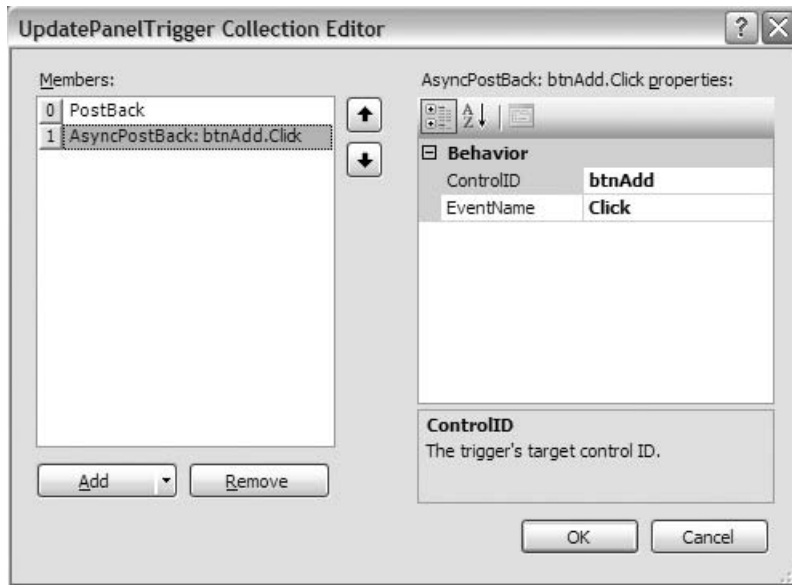 UpdatePanelTrigger Collection Editor
Members:
0 PostBack
1 AsyncPostBack: btnAdd.Click
Add
Remove
AsyncPostBack: btnAdd.Click properties:
Behavior
ControlID btnAdd
EventName Click
ControlID
The trigger's target control ID.
OK
Cancel